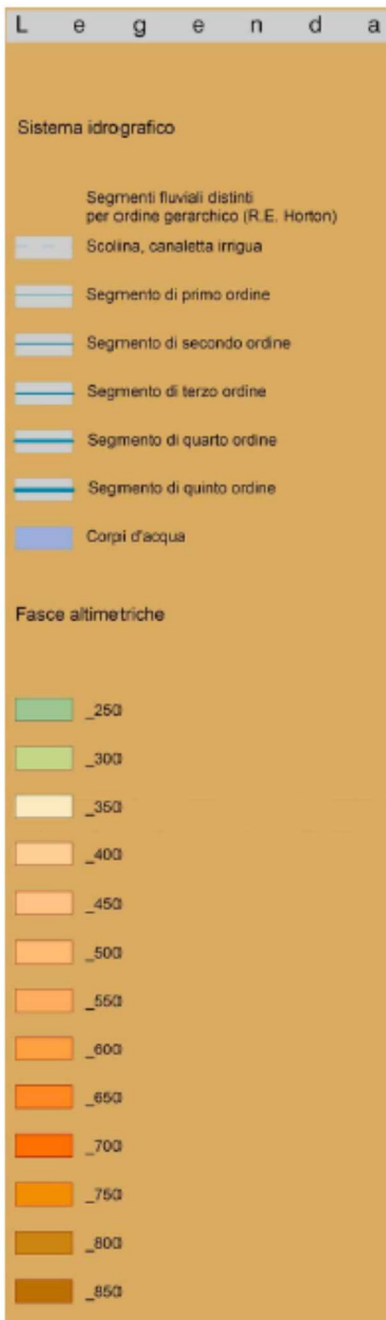 Legenda
Sistema idrografico
Segmenti fluviali distinti
per ordine gerarchico (R.E. Horton)
Scolina, canaletta irrigua
Segmento di primo ordine
Segmento di secondo ordine
Segmento di terzo ordine
Segmento di quarto ordine
Segmento di quinto ordine
Corpi d'acqua
Fasce altimetriche
_250
_300
_350
_400
_450
_500
_550
_600
_650
_700
_750
_800
_850